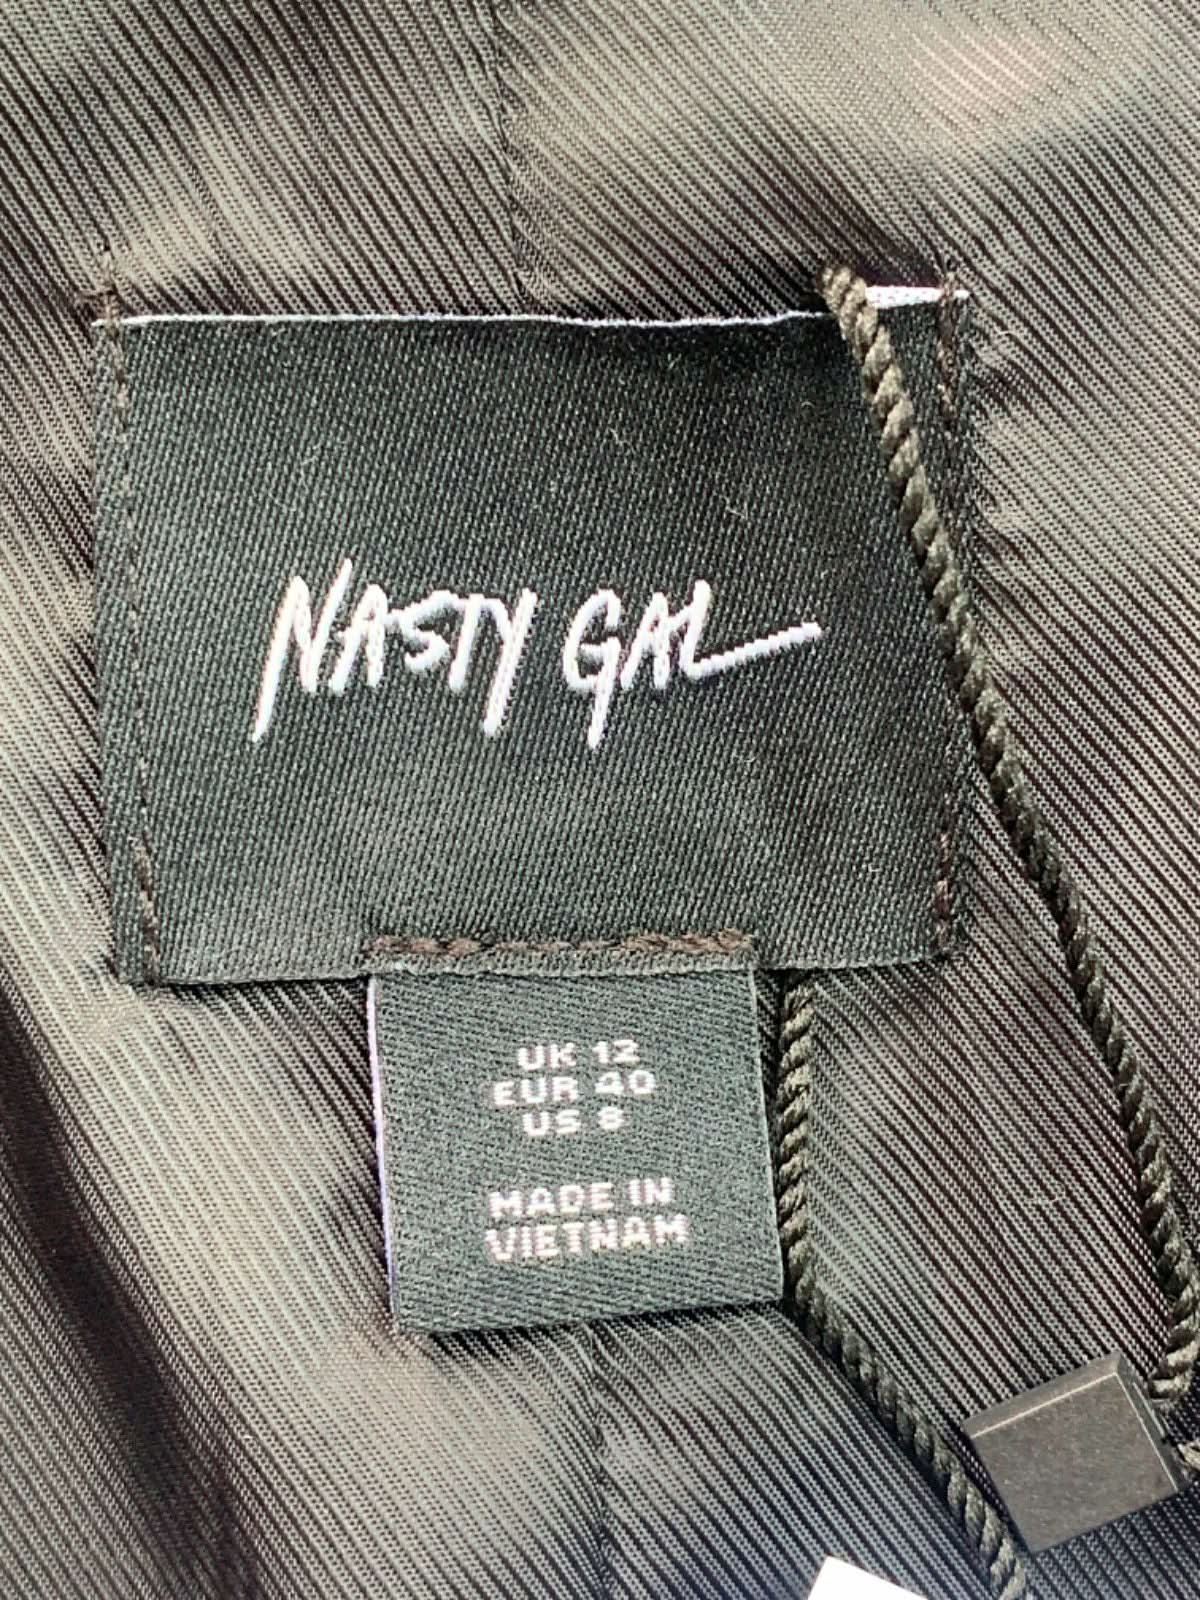 NASTY GAL
UK 12
EUR 40
US 8
MADE IN
VIETNAM